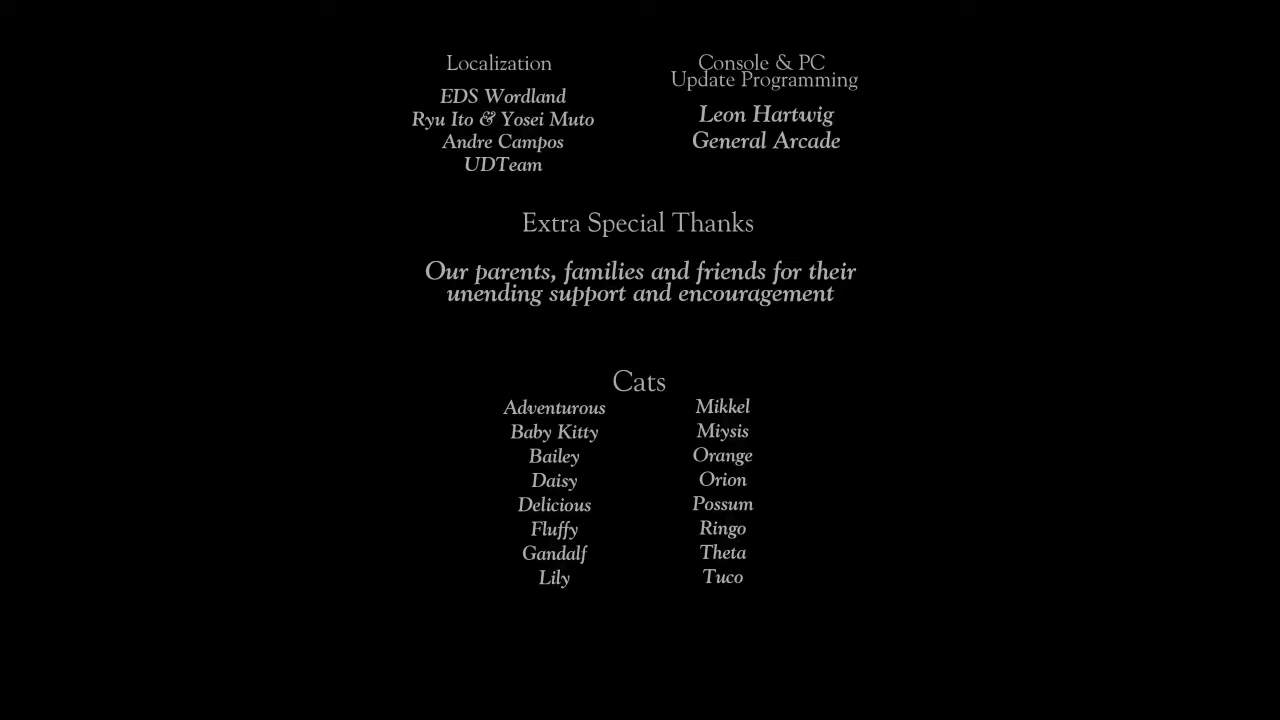 Localization
EDS Wordland
Ryu Ito & Yosei Muto
Andre Campos
UDTeam
Console & PC
Update Programming
Leon Hartwig
General Arcade
Extra Special Thanks
Our parents, families and friends for their
unending support and encouragement
Cats
Adventurous
Baby Kitty
Bailey
Daisy
Delicious
Fluffy
Gandalf
Lily
Mikkel
Miysis
Orange
Orion
Possum
Ringo
Theta
Tuco